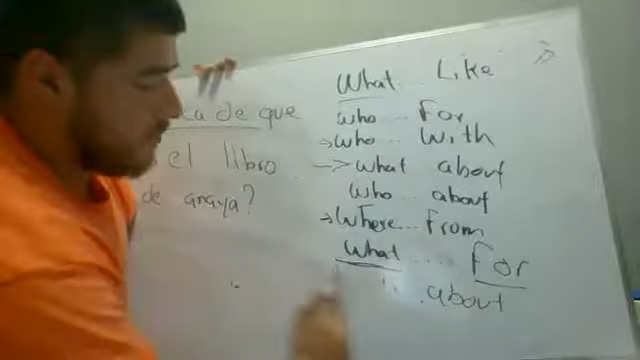 La de que
el libro
de anaya?
What .. Like
who ... For
→ who ... with
→ what about
who about
→ where... from
what .... For
" .about